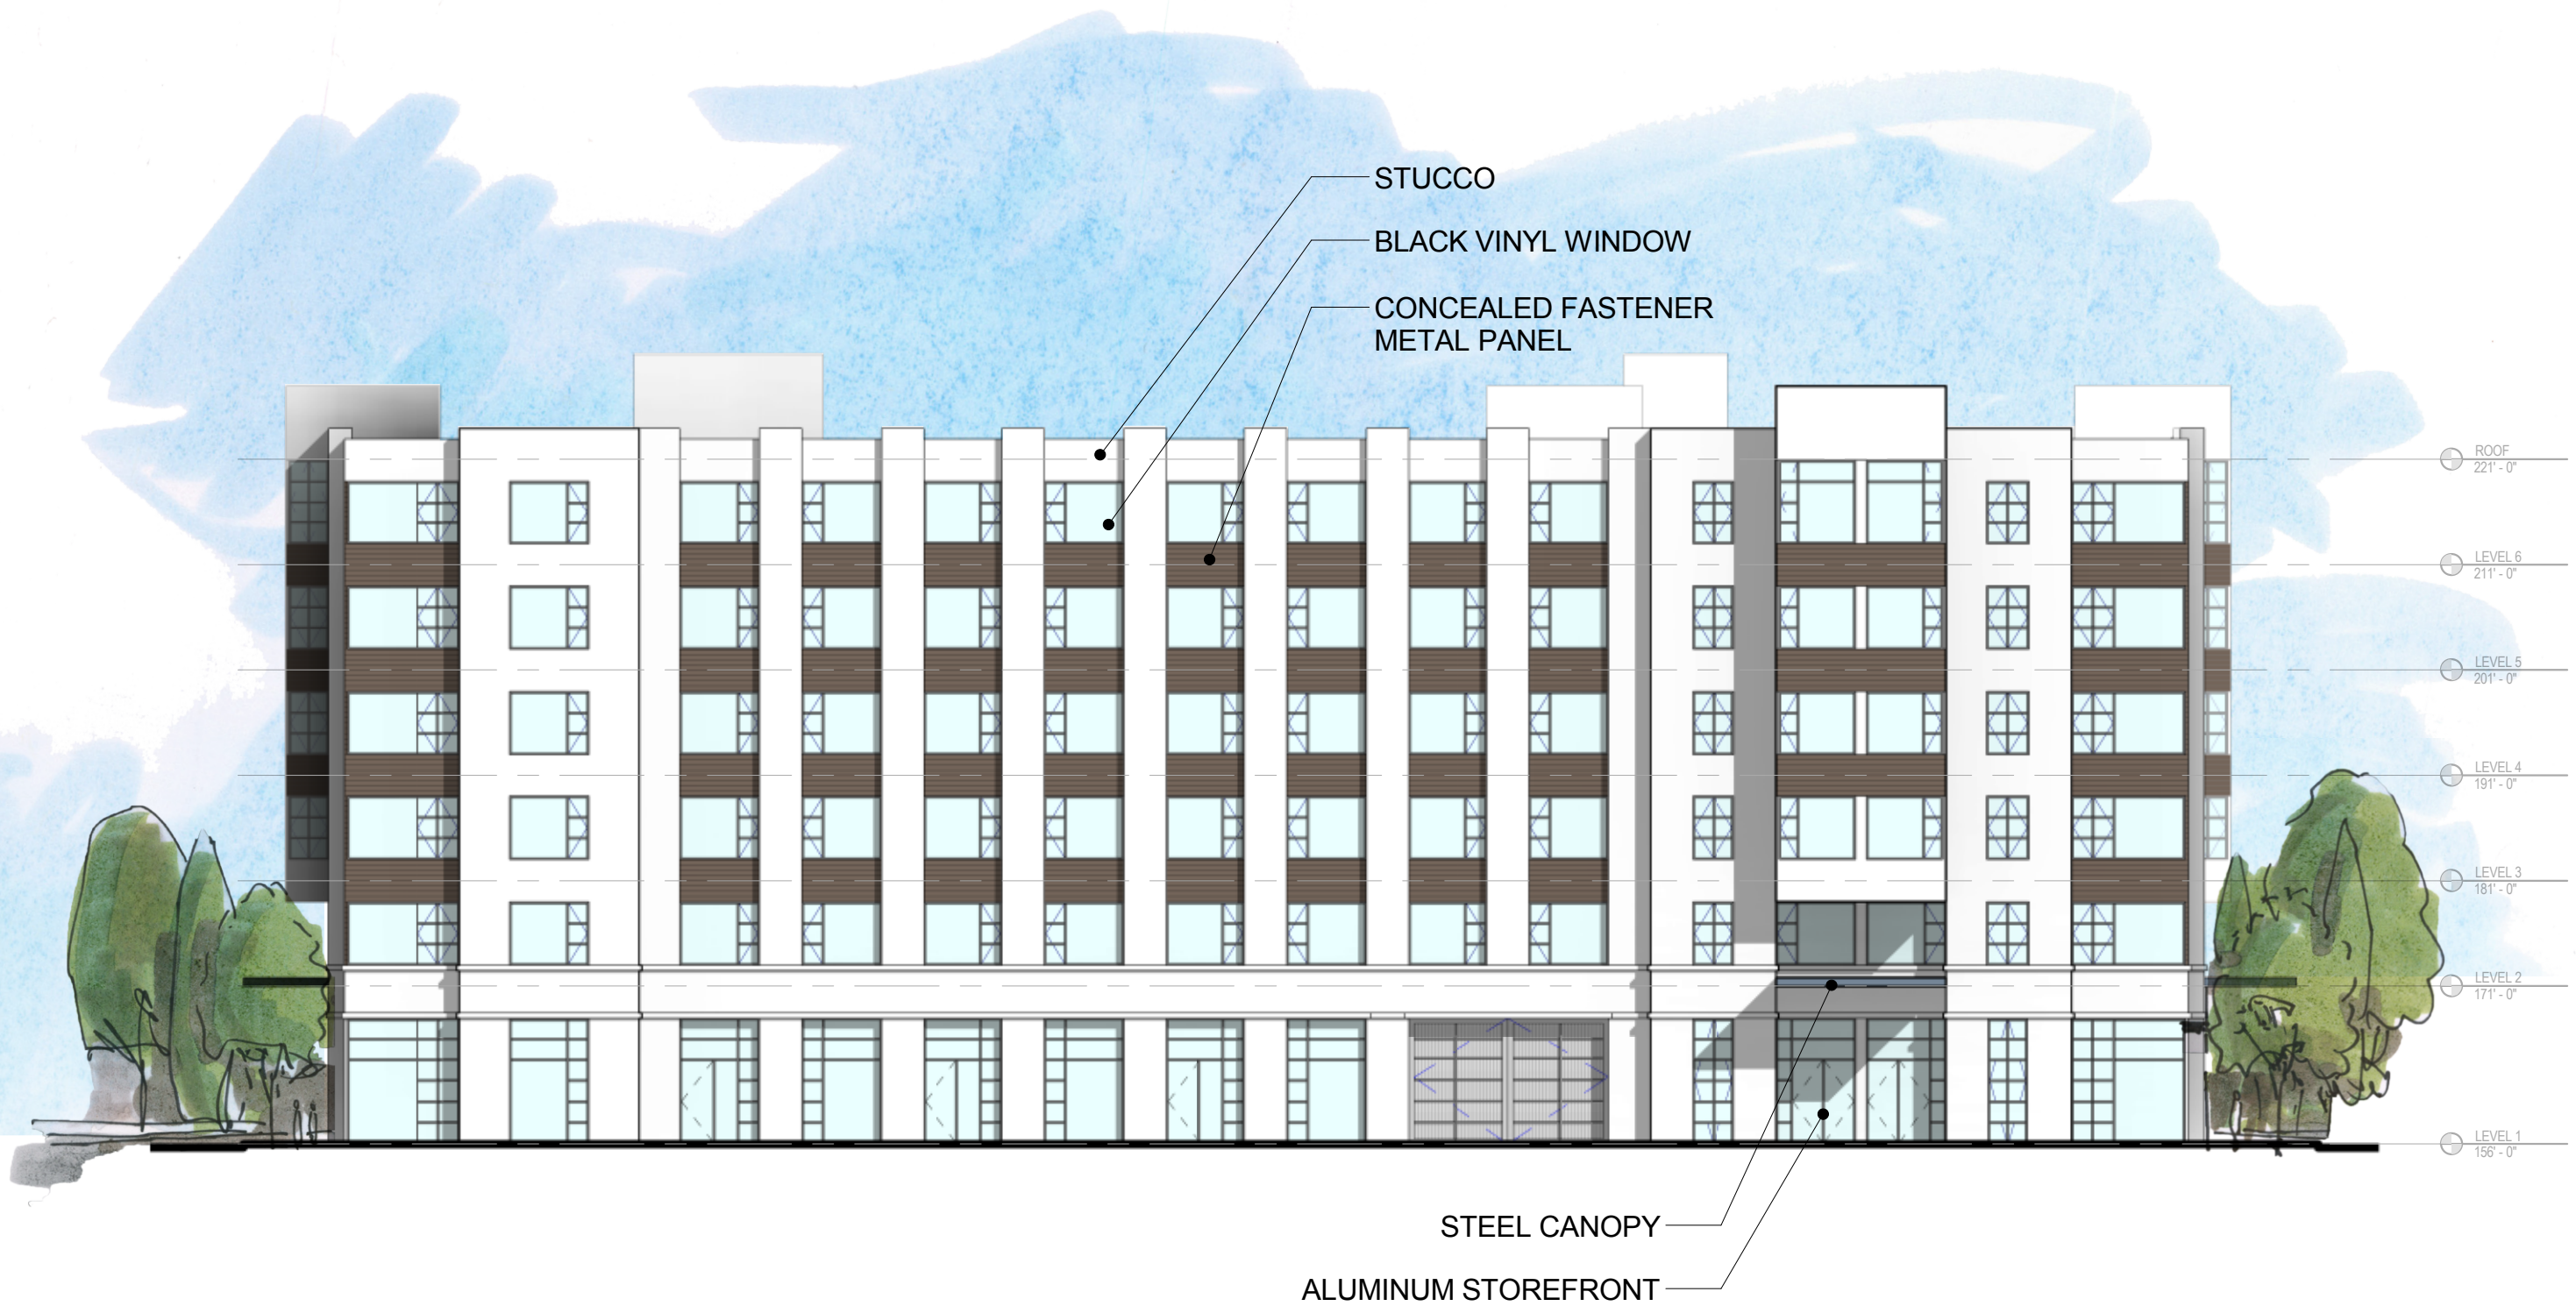 STUCCO
BLACK VINYL WINDOW
CONCEALED FASTENER
METAL PANEL
ROOF
221' - 0"
LEVEL 6
211' - 0"
LEVEL 5
201' - 0"
LEVEL 4
191' - 0"
LEVEL 3
181' - 0"
LEVEL 2
171' - 0"
LEVEL 1
156' - 0"
STEEL CANOPY
ALUMINUM STOREFRONT